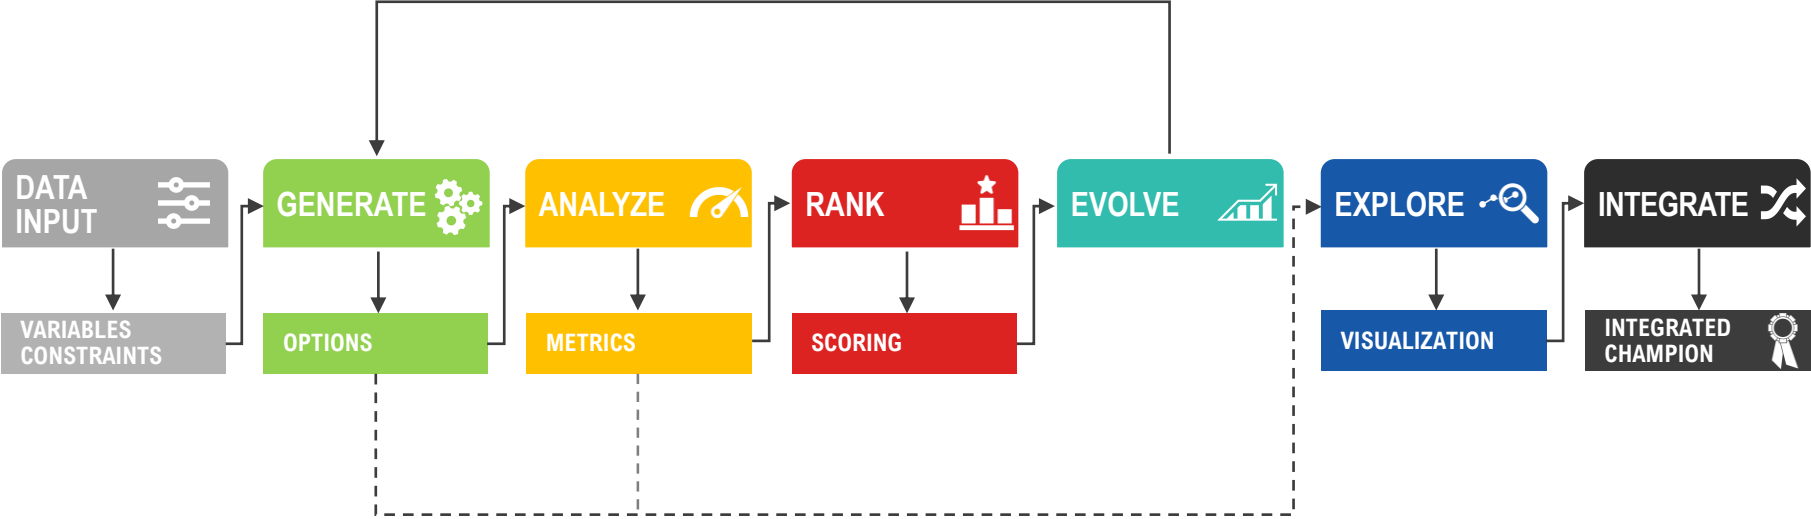 DATA
INPUT
GENERATE
ANALYZE
RANK
EVOLVE
EXPLORE
INTEGRATE
VARIABLES
CONSTRAINTS
OPTIONS
METRICS
SCORING
VISUALIZATION
INTEGRATED
CHAMPION